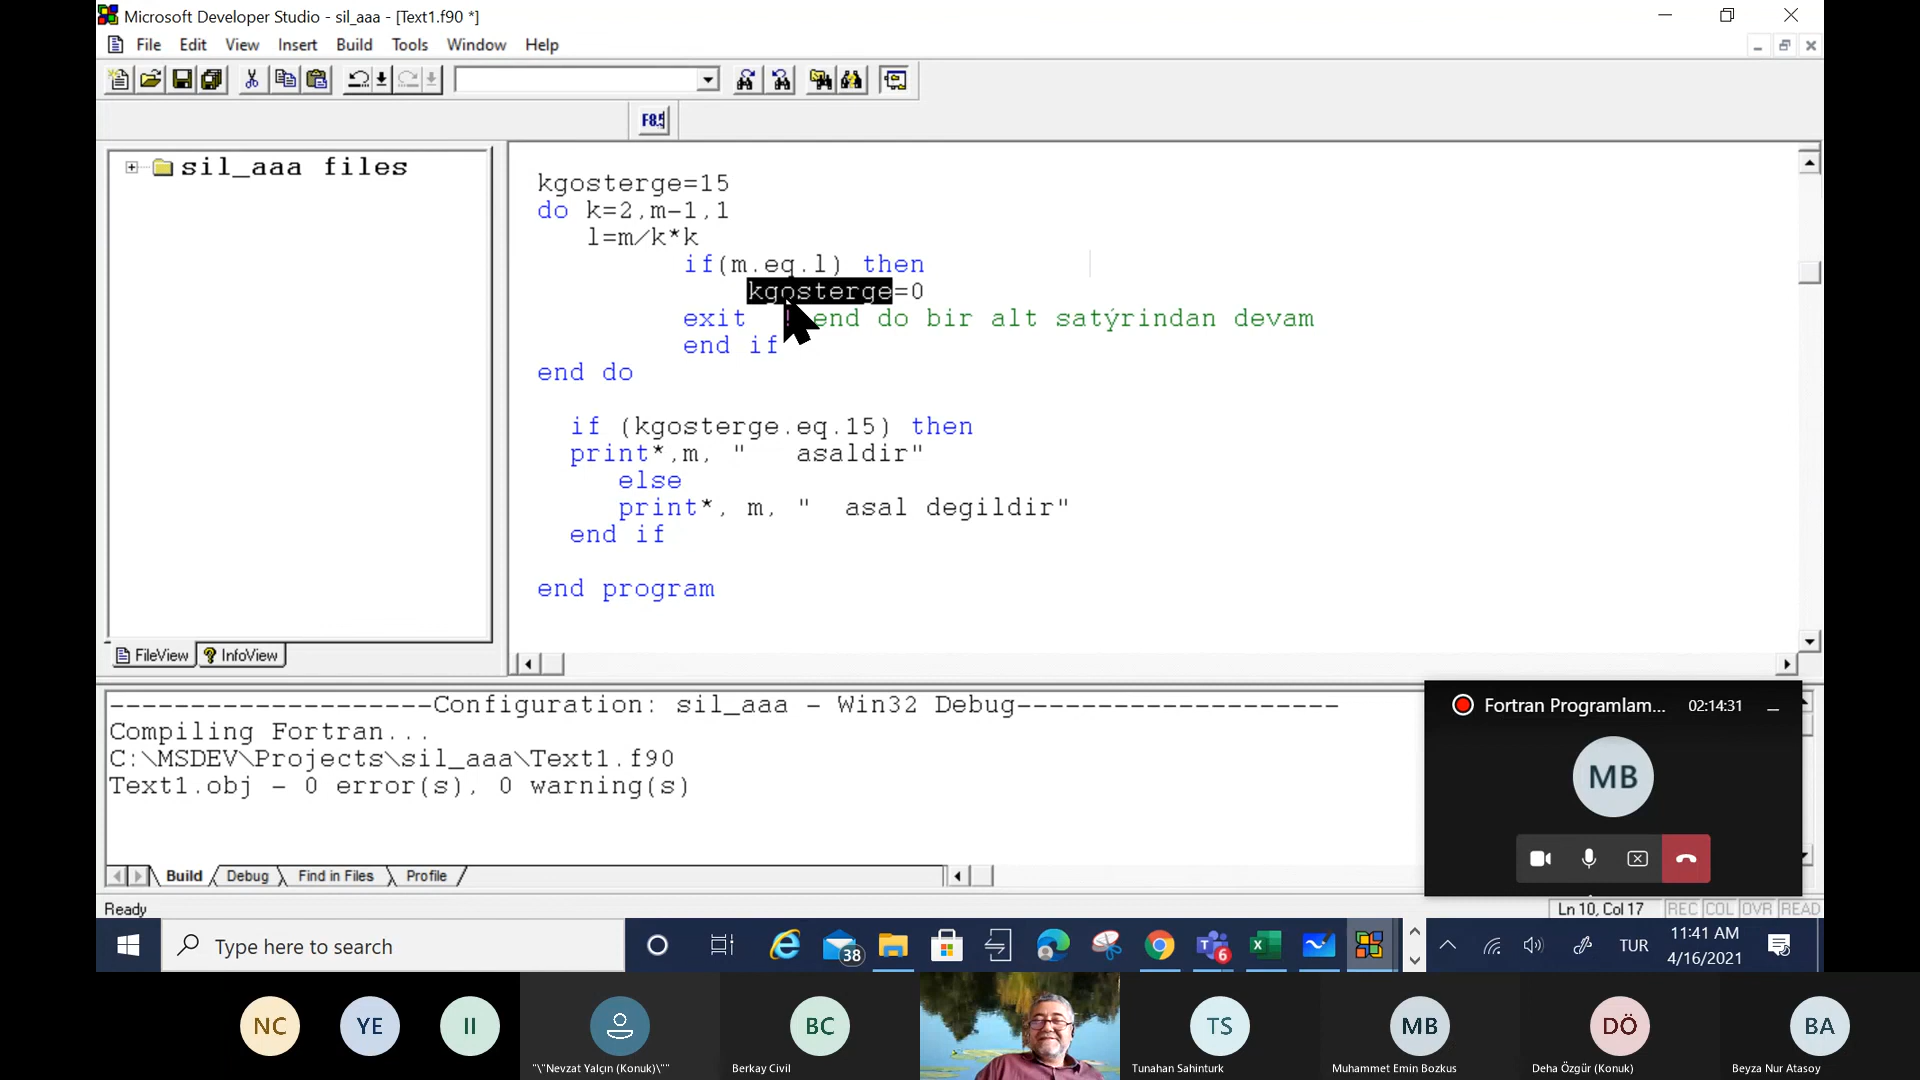 Microsoft Developer Studio - sil_aaa - [Text1.f90 *]
File Edit View Insert Build Tools Window Help
F8.5
sil_aaa files
kgosterge=15
do k=2,m-1,1
l=m/k*k
if(m.eq.l) then
kgosterge=0
exit ! end do bir alt satýrindan devam
end if
end do
if (kgosterge.eq.15) then
print*,m, " asaldir"
else
print*, m, " asal degildir"
end if
end program
FileView InfoView
--------------------Configuration: sil_aaa - Win32 Debug--------------------
Compiling Fortran...
C:\MSDEV\Projects\sil_aaa\Text1.f90
Text1.obj - 0 error(s), 0 warning(s)
Build Debug Find in Files Profile
Fortran Programlam... 02:14:31
MB
Ready
Ln 10, Col 17 REC COL OVR READ
Type here to search
38
6
TUR
11:41 AM
4/16/2021
NC YE II BC TS MB DÖ BA
"\"Nevzat Yalçın (Konuk)\"" Berkay Civil Tunahan Sahinturk Muhammet Emin Bozkus Deha Özgür (Konuk) Beyza Nur Atasoy